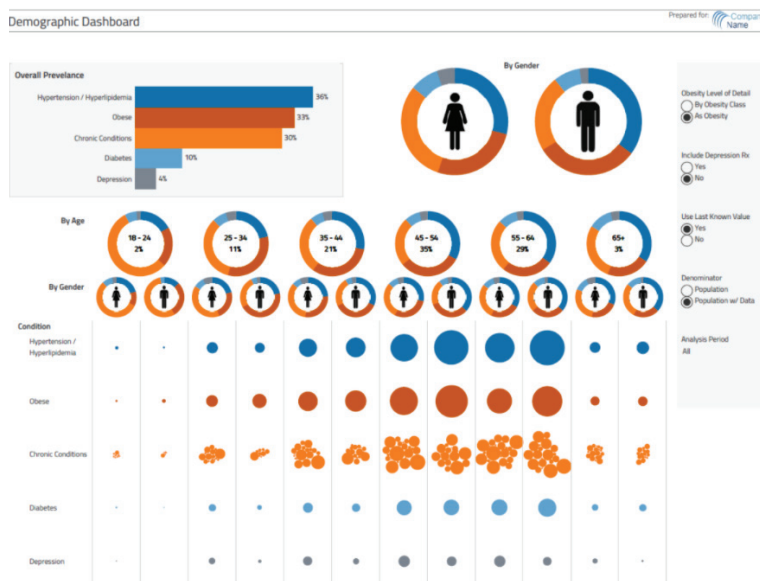 Demographic Dashboard
Prepared for:
Company
Name
Overall Prevelance
Hypertension / Hyperlipidemia
36%
Obese
33%
Chronic Conditions
30%
Diabetes
10%
Depression
4%
By Gender
Obesity Level of Detail
By Obesity Class
As Obesity
Include Depression Rx
Yes
No
Use Last Known Value
Yes
No
Denominator
Population
Population w/ Data
Analysis Period
All
By Age
18 - 24
2%
25 - 34
11%
35 - 44
21%
45 - 54
35%
55 - 64
29%
65+
3%
By Gender
Condition
Hypertension /
Hyperlipidemia
Obese
Chronic Conditions
Diabetes
Depression